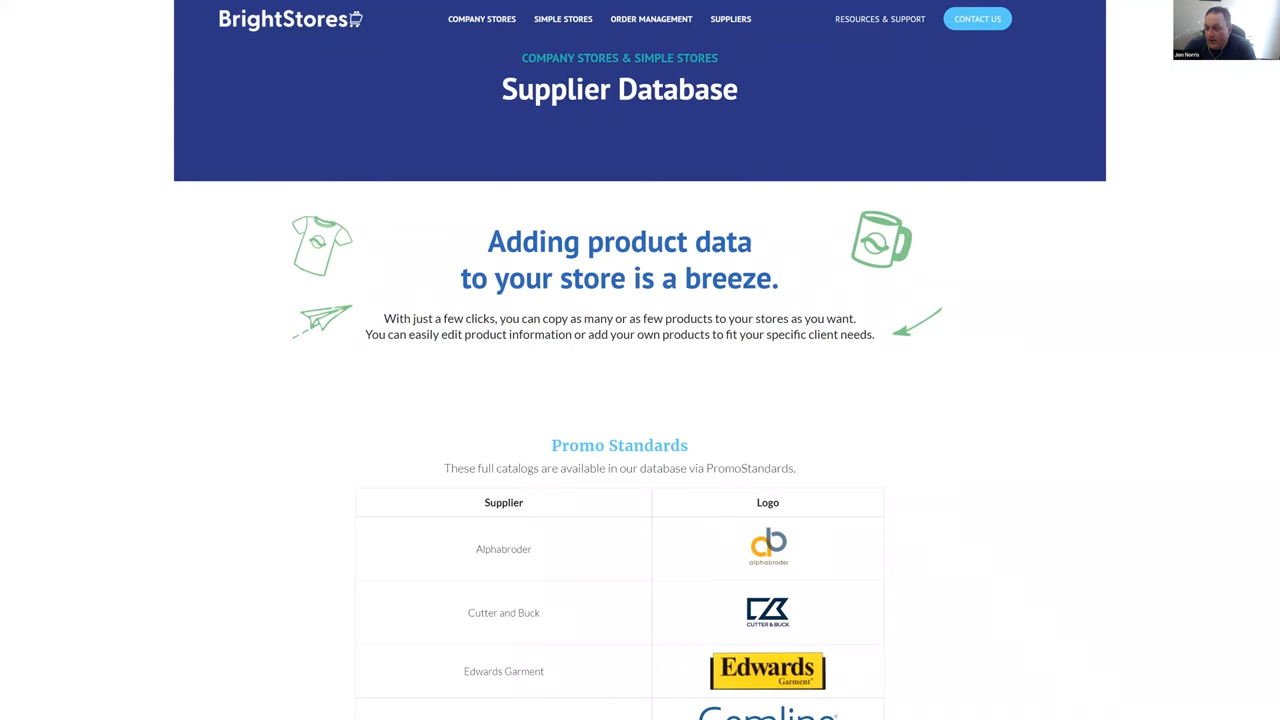 BrightStores
COMPANY STORES
SIMPLE STORES
ORDER MANAGEMENT
SUPPLIERS
RESOURCES & SUPPORT
CONTACT US
Jon Norris
COMPANY STORES & SIMPLE STORES
Supplier Database
Adding product data
to your store is a breeze.
With just a few clicks, you can copy as many or as few products to your stores as you want.
You can easily edit product information or add your own products to fit your specific client needs.
Promo Standards
These full catalogs are available in our database via PromoStandards.
Supplier
Logo
Alphabroder
ab
alphabroder
Cutter and Buck
CUTTER & BUCK
Edwards Garment
Edwards
Garment
Gemline